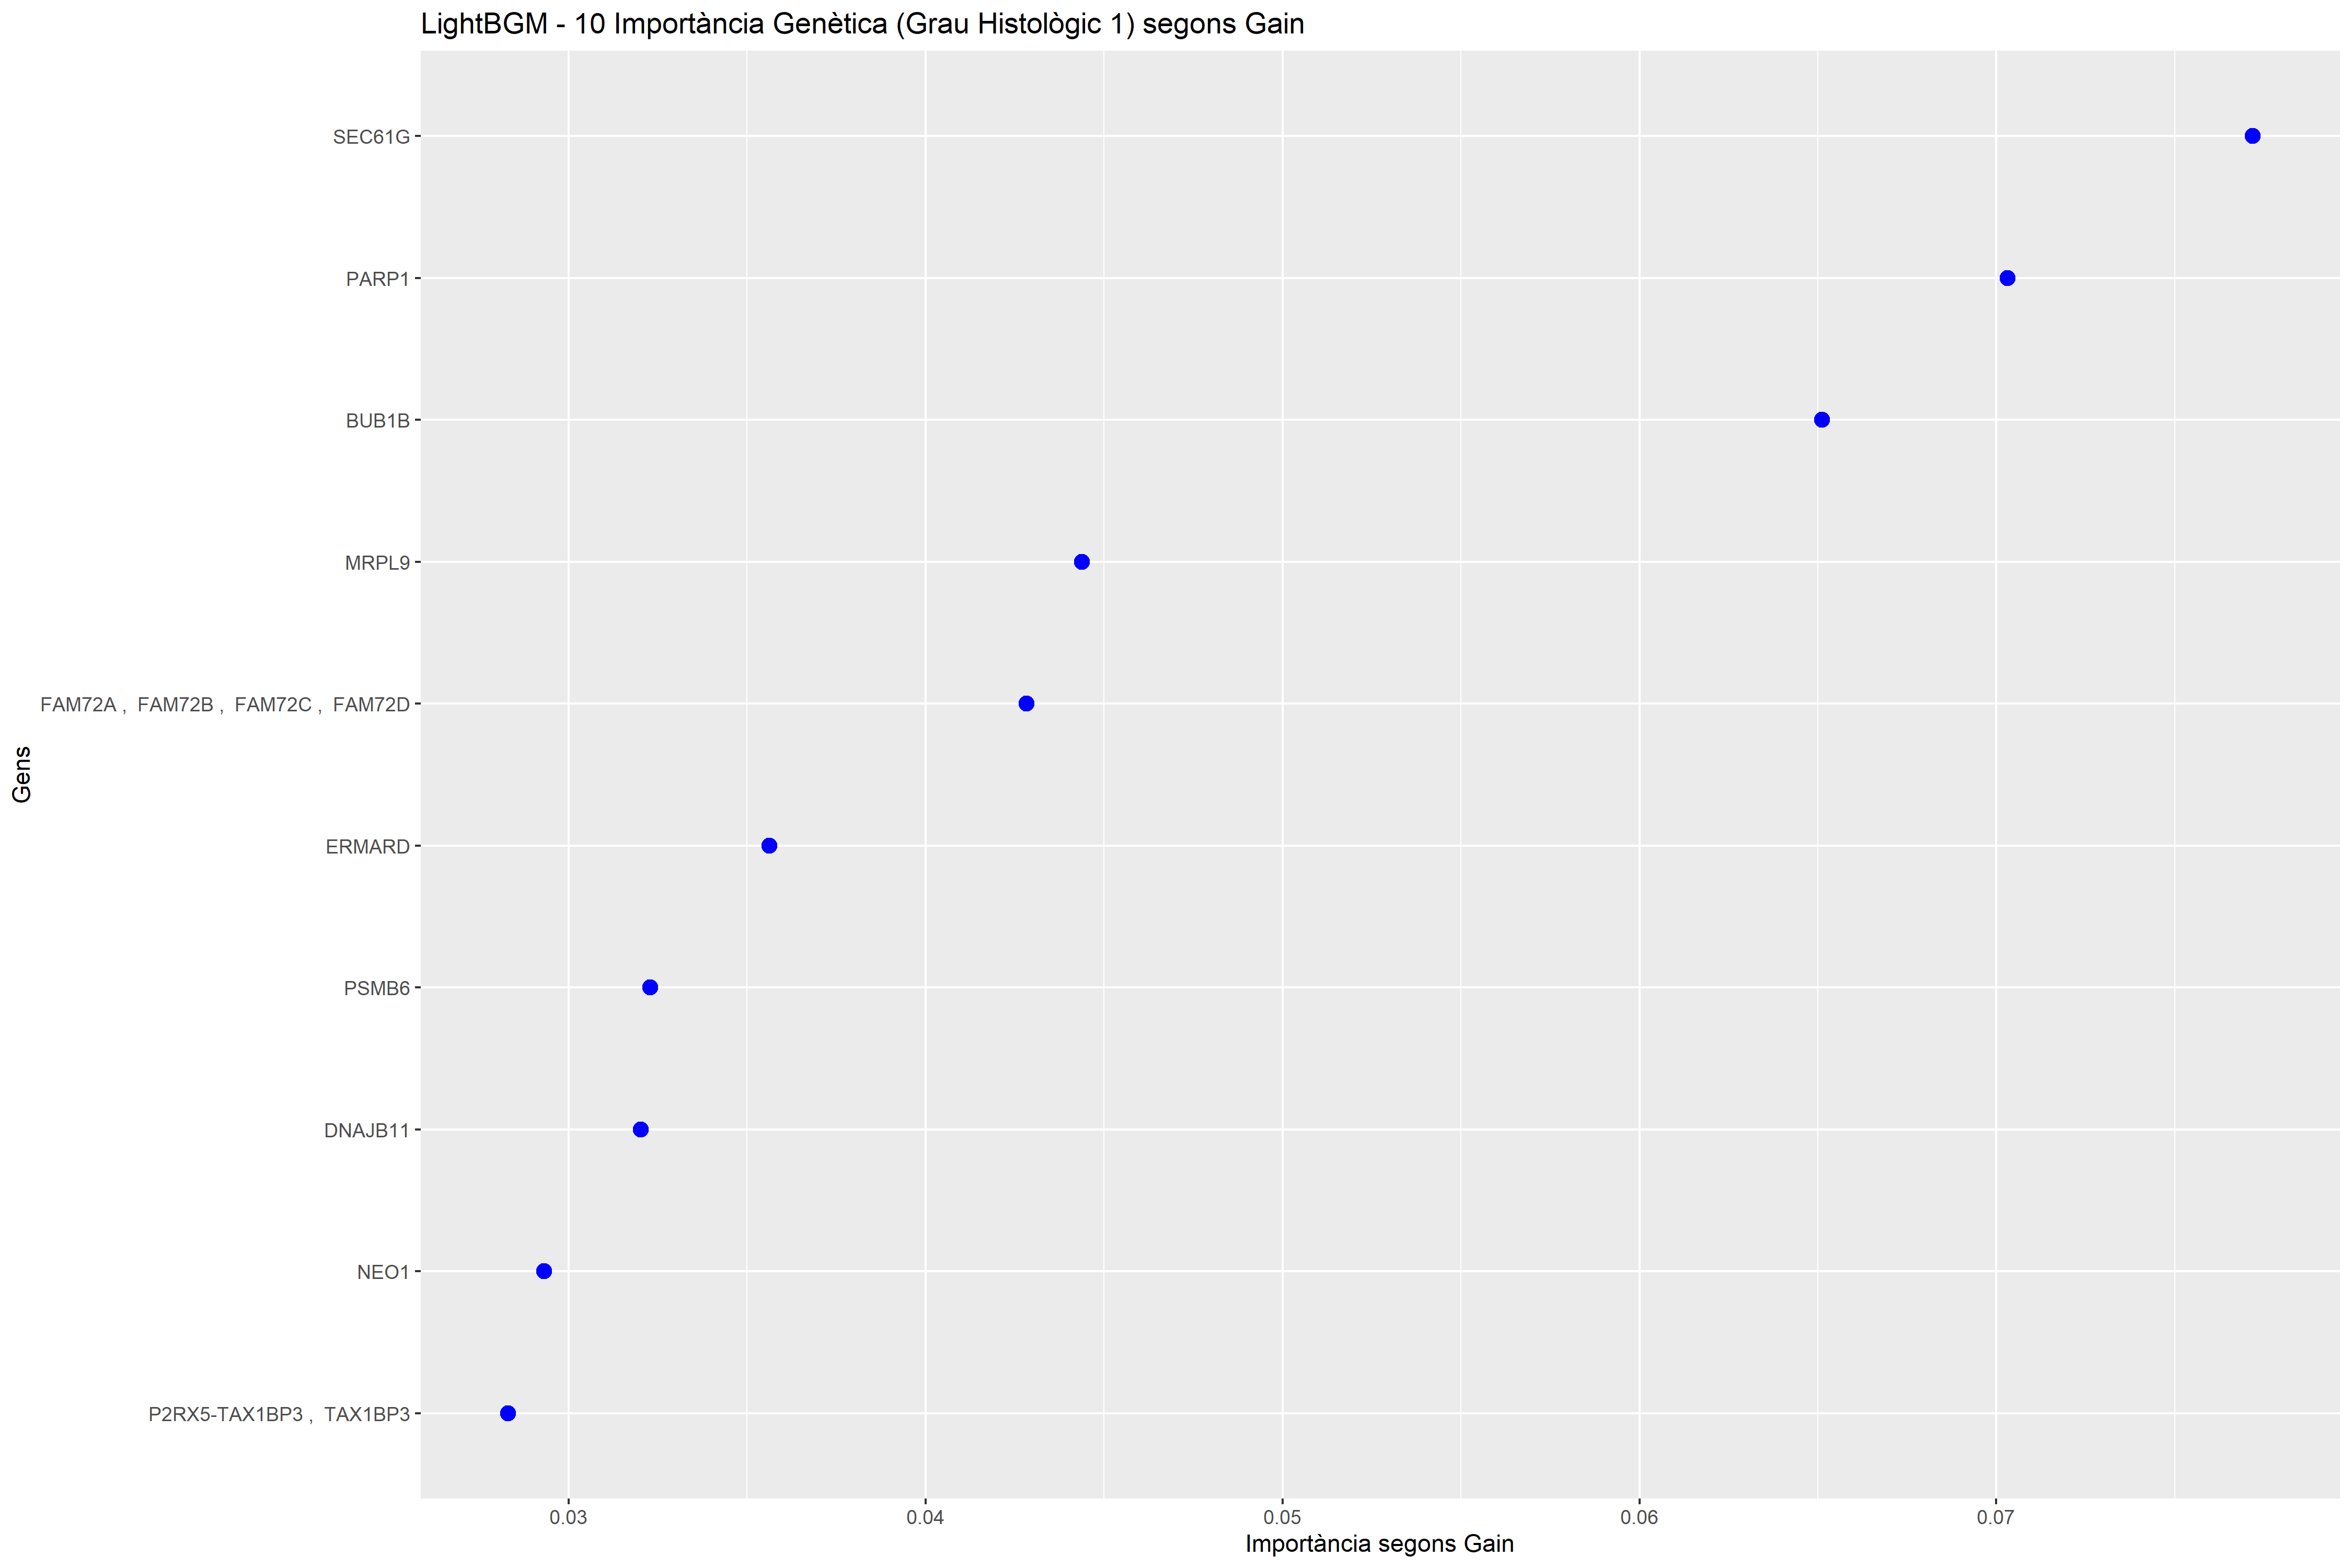 LightBGM - 10 Importància Genètica (Grau Histològic 1) segons Gain
SEC61G
PARP1
BUB1B
MRPL9
FAM72A ,  FAM72B ,  FAM72C ,  FAM72D
Gens
ERMARD
PSMB6
DNAJB11
NEO1
P2RX5-TAX1BP3 ,  TAX1BP3
0.03 0.04 0.05 0.06 0.07
Importància segons Gain